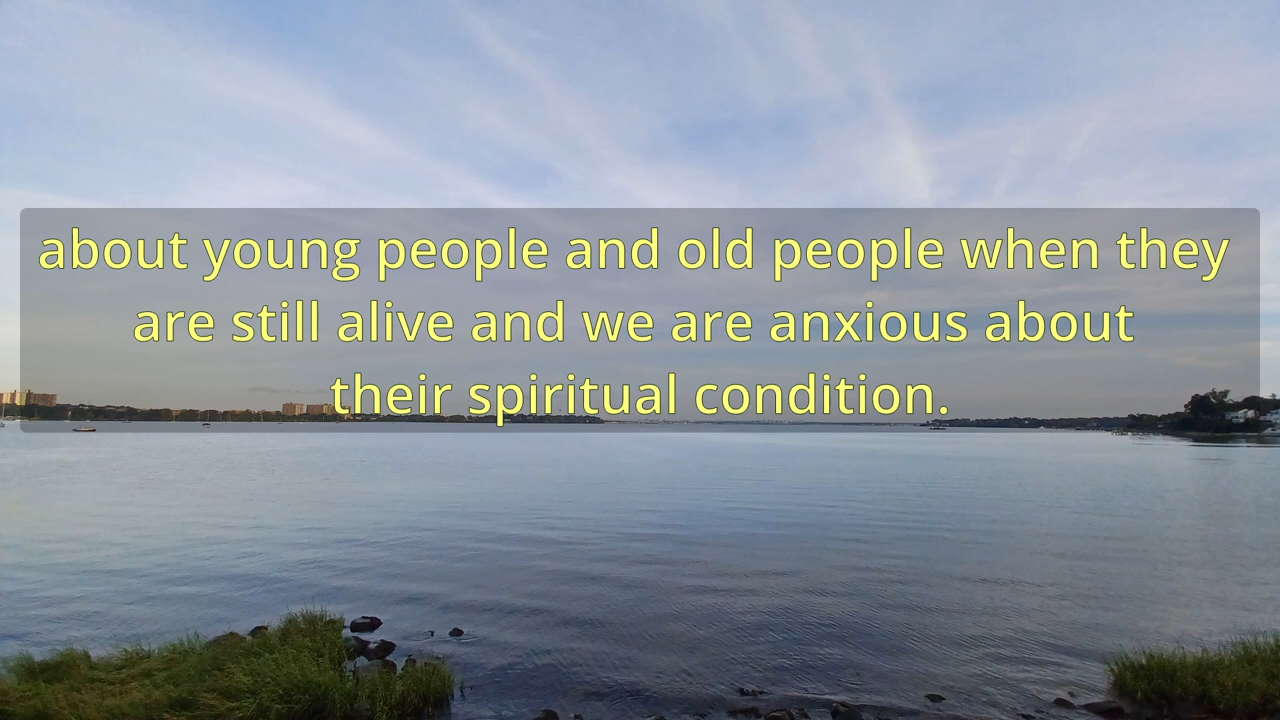 about young people and old people when they
are still alive and we are anxious about
their spiritual condition.